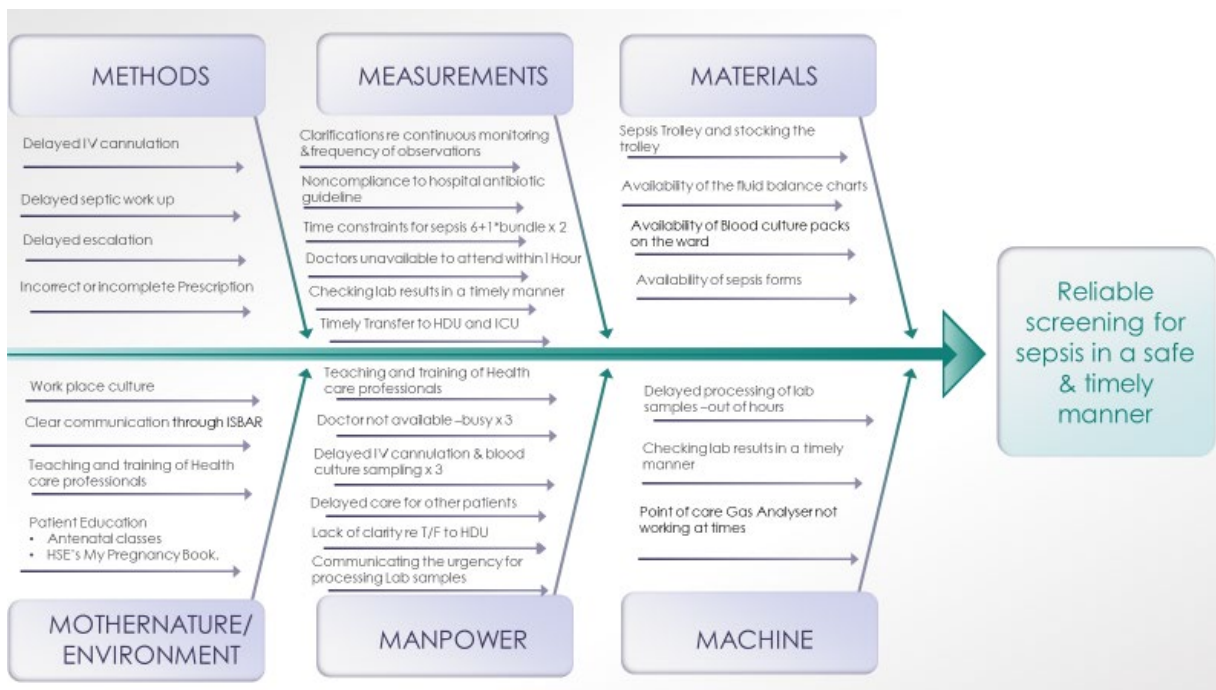 METHODS
Delayed IV cannulation
Delayed septic work up
Delayed escalation
Incorrect or incomplete Prescription
MEASUREMENTS
Clarifications re continuous monitoring
&frequency of observations
Noncompliance to hospital antibiotic
guideline
Time constraints for sepsis 6+1*bundle x 2
Doctors unavailable to attend within 1 Hour
Checking lab results in a timely manner
Timely Transfer to HDU and ICU
MATERIALS
Sepsis Trolley and stocking the
trolley
Availability of the fluid balance charts
Availability of Blood culture packs
on the ward
Availability of sepsis forms
Reliable
screening for
sepsis in a safe
& timely
manner
Work place culture
Clear communication through ISBAR
Teaching and training of Health
care professionals
Patient Education
• Antenatal classes
• HSE's My Pregnancy Book.
MOTHERNATURE/
ENVIRONMENT
Teaching and training of Health
care professionals
Doctor not available –busy x 3
Delayed IV cannulation & blood
culture sampling x 3
Delayed care for other patients
Lack of clarity re T/F to HDU
Communicating the urgency for
processing Lab samples
MANPOWER
Delayed processing of lab
samples –out of hours
Checking lab results in a timely
manner
Point of care Gas Analyser not
working at times
MACHINE